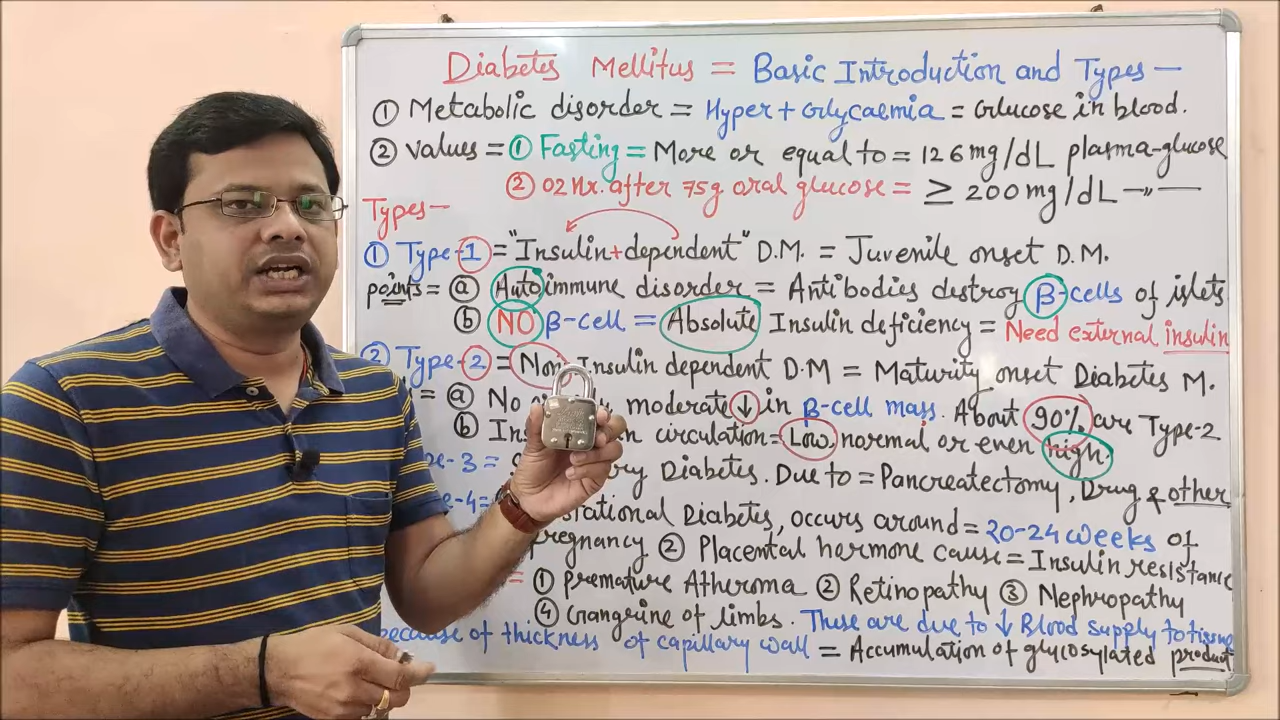 Diabetes Mellitus = Basic Introduction and Types —
① Metabolic disorder = Hyper + Glycaemia = Glucose in blood.
② values = ① Fasting = More or equal to = 126 mg/dL plasma-glucose
② 02 Hr. after 75g oral glucose = ≥ 200 mg/dL —〃—
Types —
① Type-1 = "Insulin + dependent" D.M. = Juvenile onset D.M.
points = ⓐ Autoimmune disorder = Antibodies destroy β-cells of islets
ⓑ NO β-cell = Absolute Insulin deficiency = Need external insulin
② Type-2 = Non-Insulin dependent D.M = Maturity onset Diabetes M.
= ⓐ No moderate ↓ in β-cell mass. About 90% are Type-2
ⓑ In circulation = Low, normal or even high.
pe-3 = ry Diabetes. Due to = Pancreatectomy, Drug & other
e-4 = stational Diabetes, occurs around = 20-24 weeks of
pregnancy ② Placental hormone cause = Insulin resistance
= ① Premature Atheroma ② Retinopathy ③ Nephropathy
④ Gangrine of limbs. These are due to ↓ Blood supply to tissue
because of thickness of capillary wall = Accumulation of glycosylated product